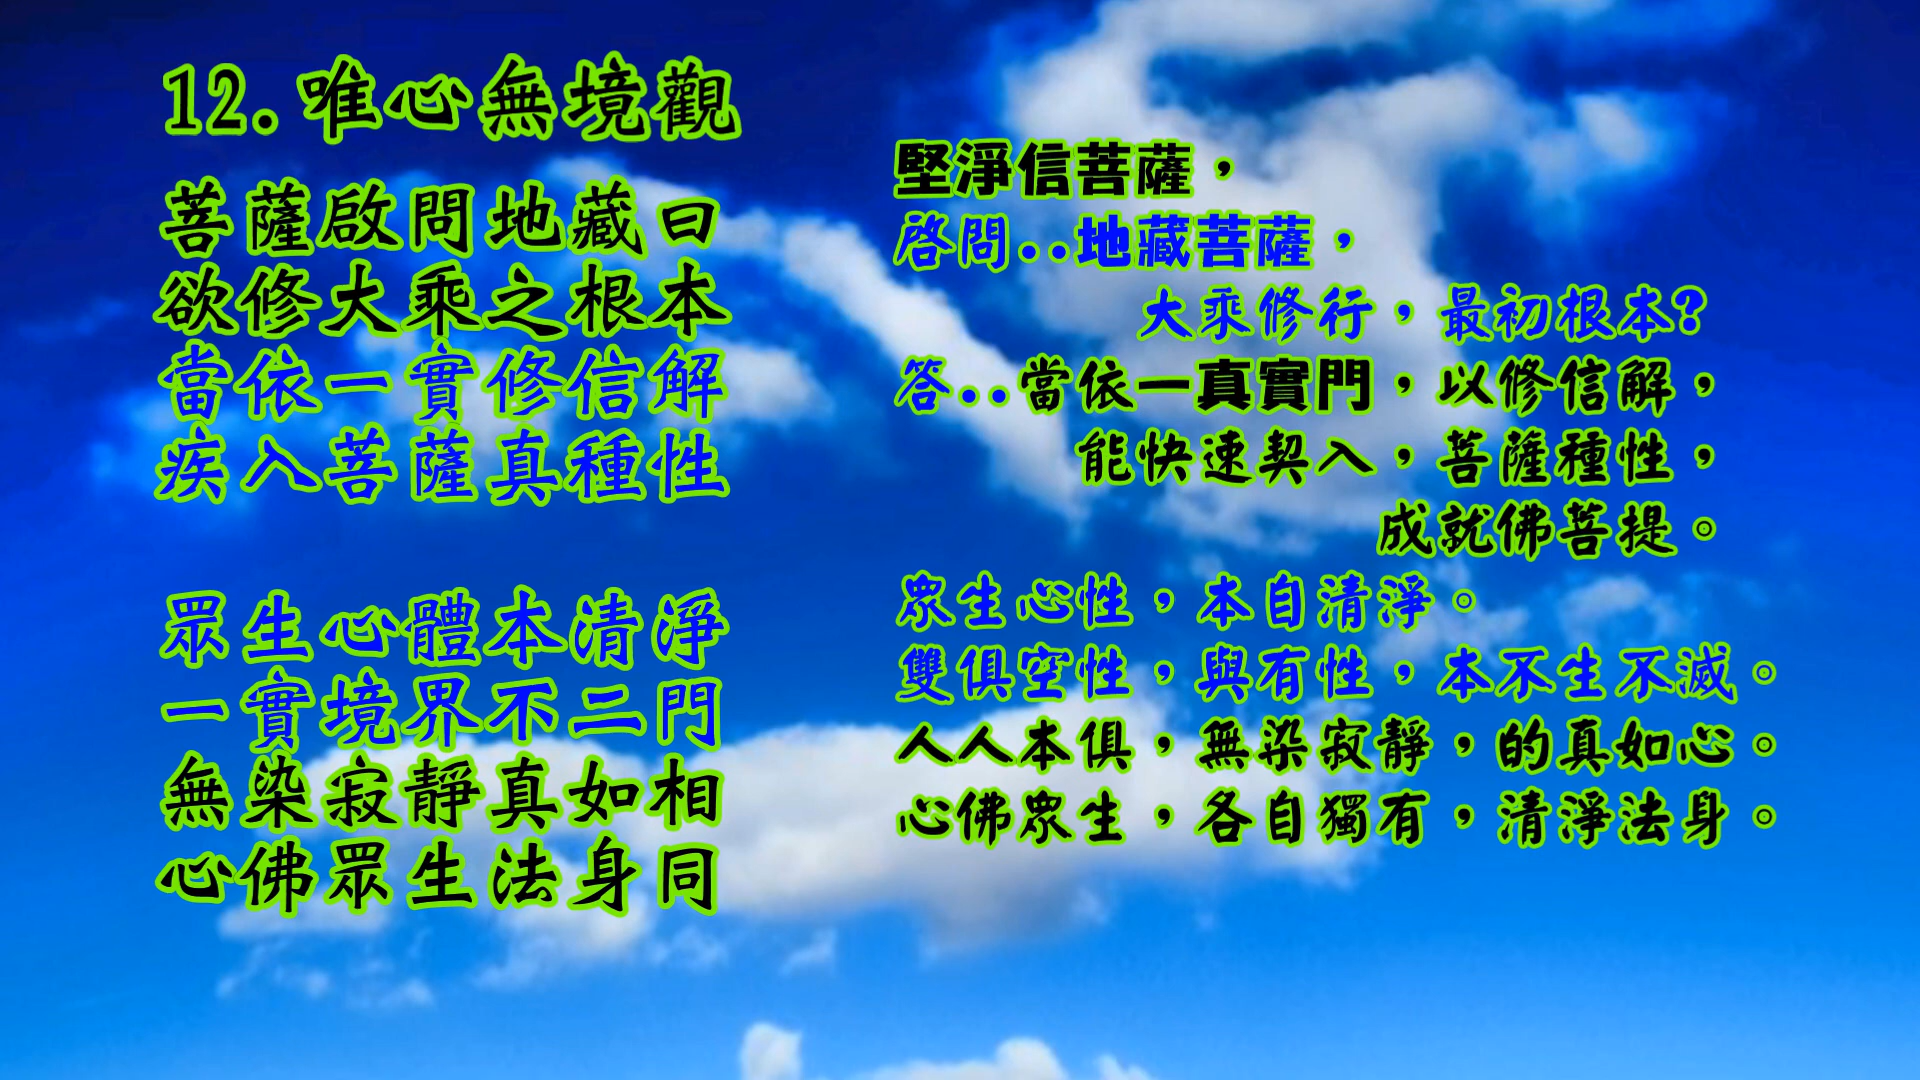 12.唯心無境觀
菩薩啟問地藏曰
欲修大乘之根本
當依一實修信解
疾入菩薩真種性
眾生心體本清淨
一實境界不二門
無染寂靜真如相
心佛眾生法身同
堅淨信菩薩，
啓問..地藏菩薩，
大乘修行，最初根本?
答..當依一真實門，以修信解，
能快速契入，菩薩種性，
成就佛菩提。
眾生心性，本自清淨。
雙俱空性，與有性，本不生不滅。
人人本俱，無染寂靜，的真如心。
心佛眾生，各自獨有，清淨法身。